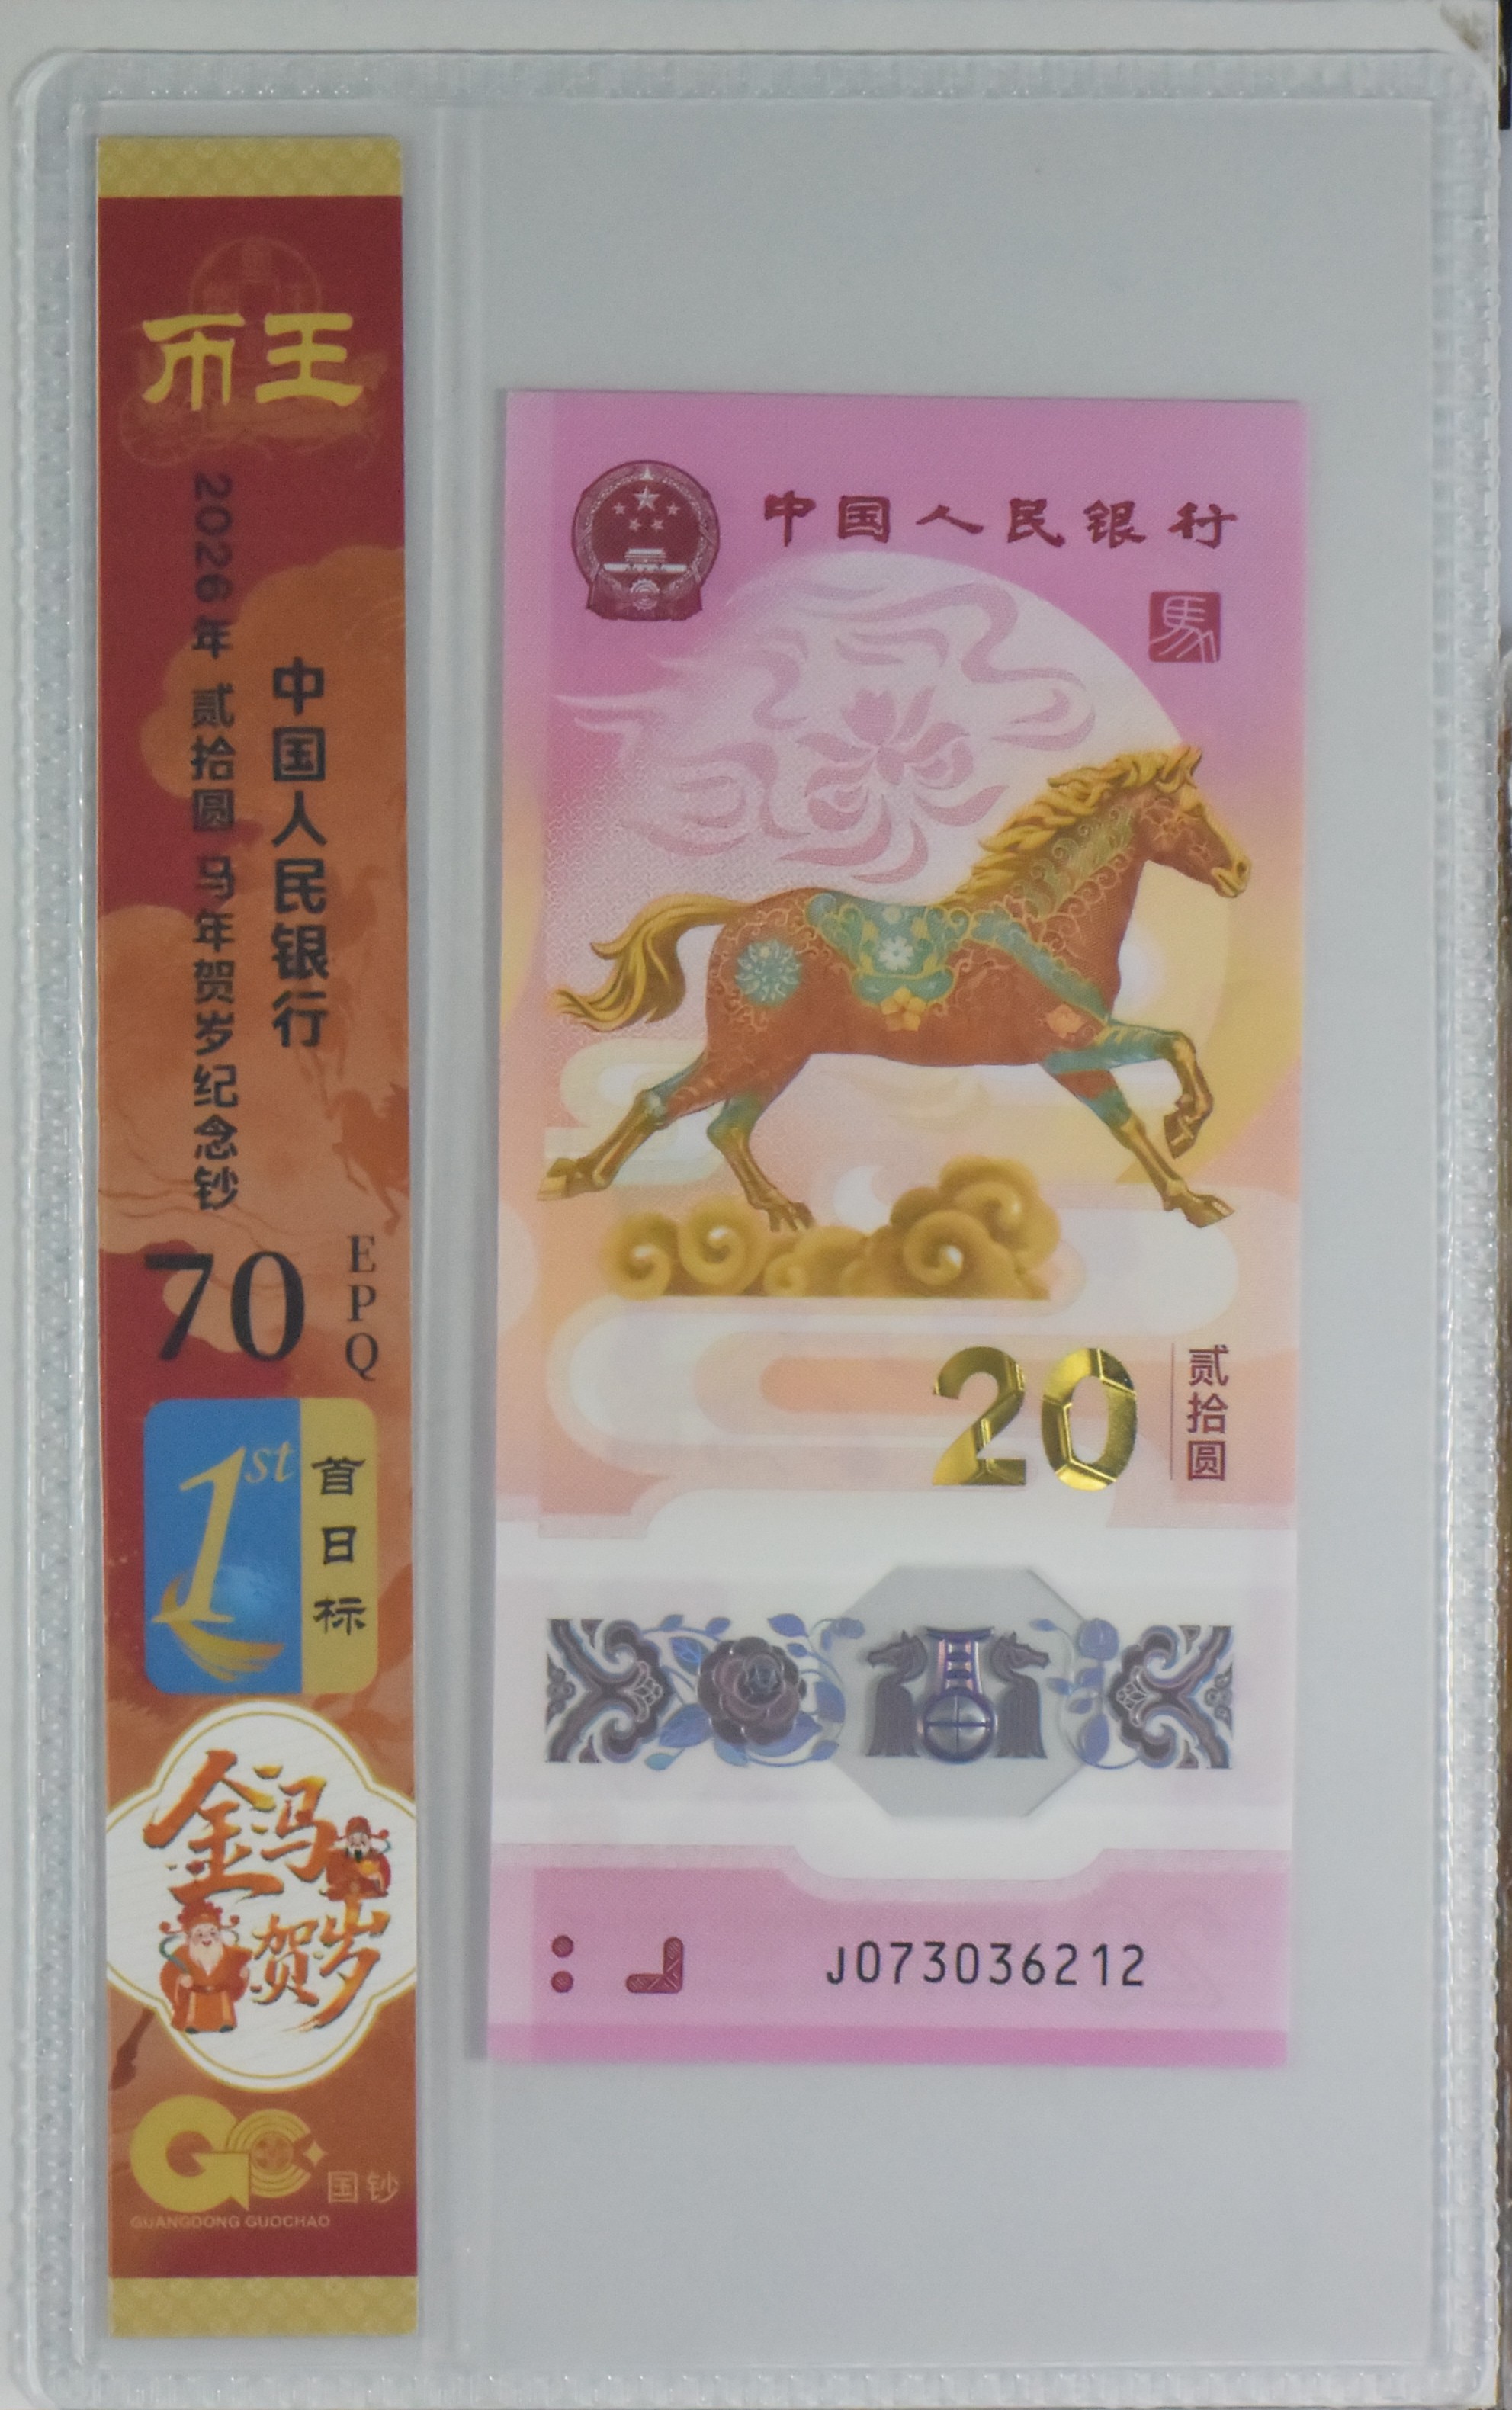 币王
中国人民银行
2026年 贰拾圆 马年贺岁纪念钞
70
EPQ
1st
首日标
金马
贺岁
GC
国钞
GUANGDONG GUOCHAO
中国人民银行
馬
20
贰拾圆
J073036212